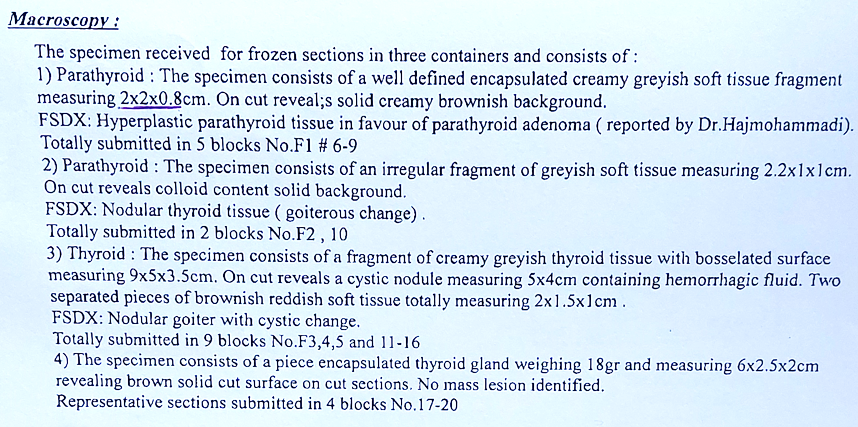 Macroscopy :
The specimen received for frozen sections in three containers and consists of :
1) Parathyroid : The specimen consists of a well defined encapsulated creamy greyish soft tissue fragment
measuring 2x2x0.8cm. On cut reveal;s solid creamy brownish background.
FSDX: Hyperplastic parathyroid tissue in favour of parathyroid adenoma ( reported by Dr.Hajmohammadi).
Totally submitted in 5 blocks No.F1 # 6-9
2) Parathyroid : The specimen consists of an irregular fragment of greyish soft tissue measuring 2.2x1x1cm.
On cut reveals colloid content solid background.
FSDX: Nodular thyroid tissue ( goiterous change) .
Totally submitted in 2 blocks No.F2 , 10
3) Thyroid : The specimen consists of a fragment of creamy greyish thyroid tissue with bosselated surface
measuring 9x5x3.5cm. On cut reveals a cystic nodule measuring 5x4cm containing hemorrhagic fluid. Two
separated pieces of brownish reddish soft tissue totally measuring 2x1.5x1cm .
FSDX: Nodular goiter with cystic change.
Totally submitted in 9 blocks No.F3,4,5 and 11-16
4) The specimen consists of a piece encapsulated thyroid gland weighing 18gr and measuring 6x2.5x2cm
revealing brown solid cut surface on cut sections. No mass lesion identified.
Representative sections submitted in 4 blocks No.17-20